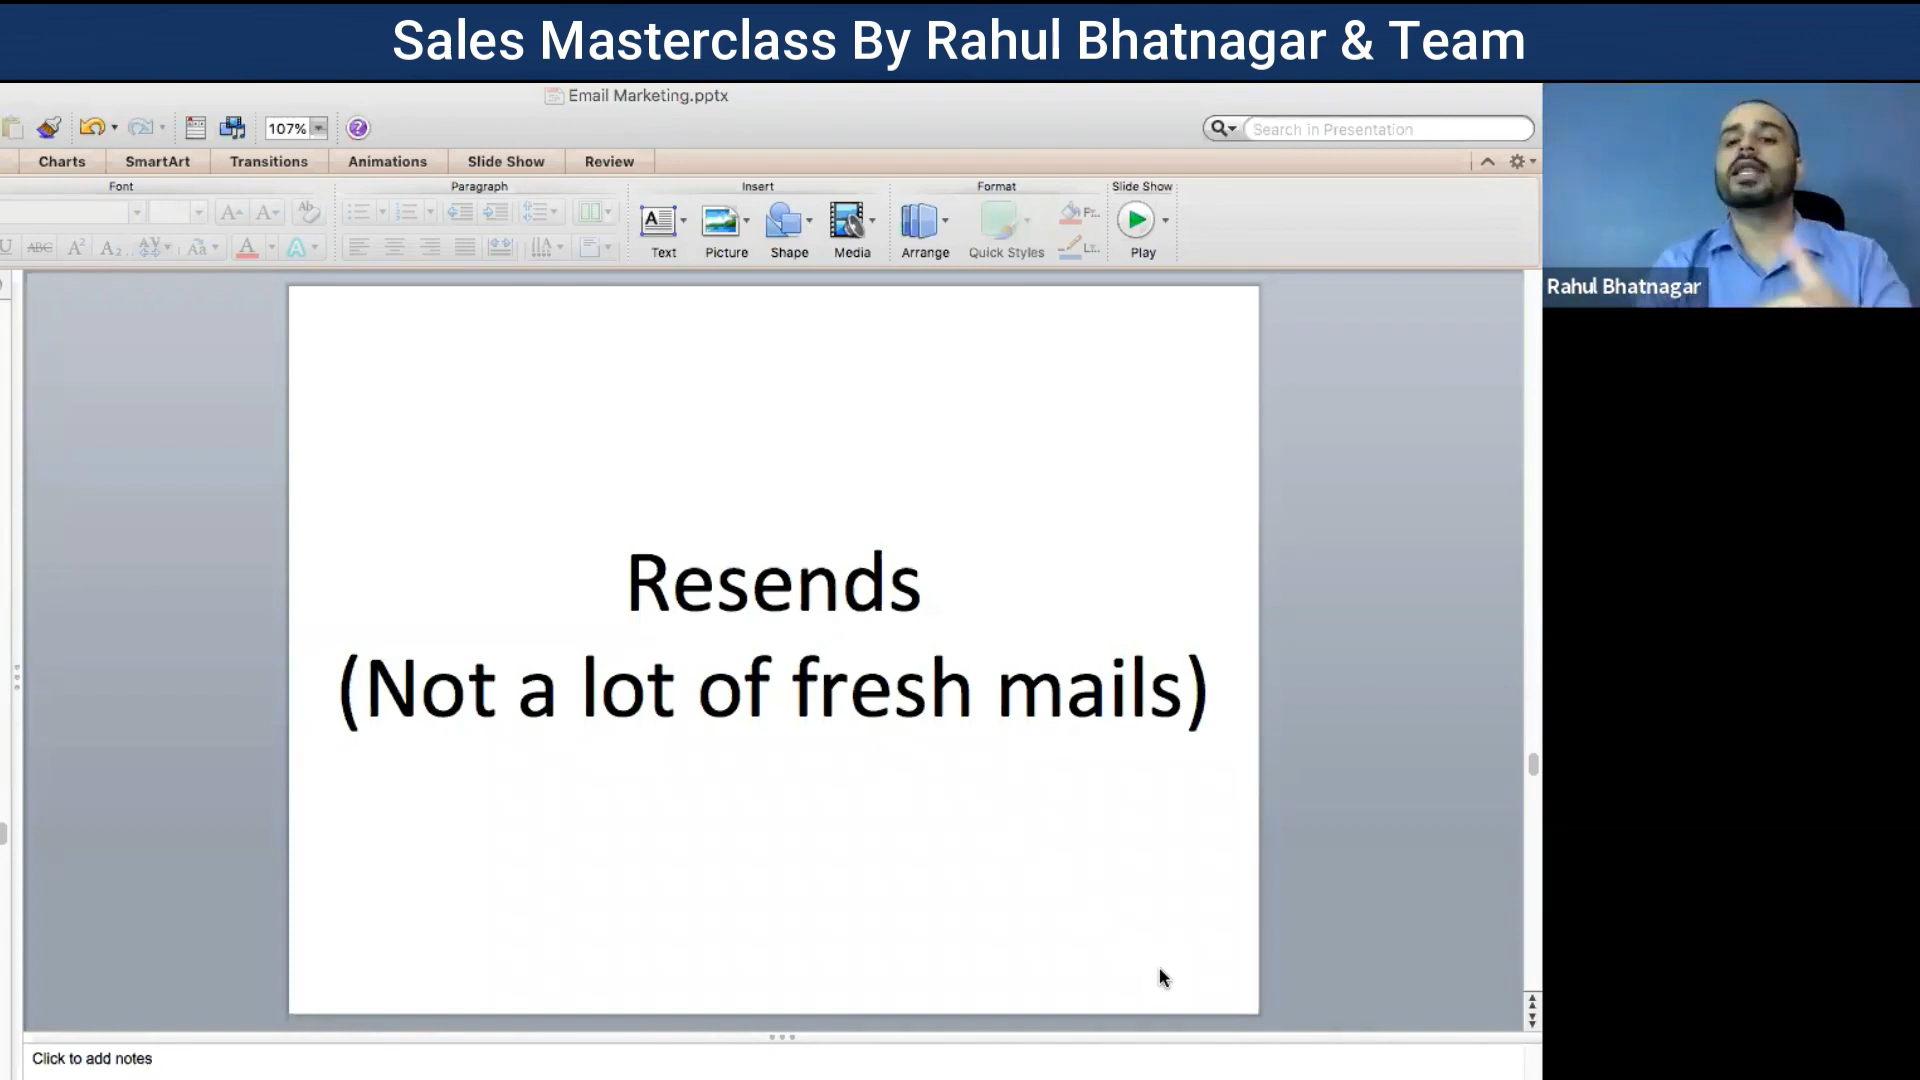 Sales Masterclass By Rahul Bhatnagar & Team
Email Marketing.pptx
107%
Search in Presentation
Charts SmartArt Transitions Animations Slide Show Review
Font Paragraph Insert Format Slide Show
Text Picture Shape Media Arrange Quick Styles Play
Rahul Bhatnagar
Resends
(Not a lot of fresh mails)
Click to add notes